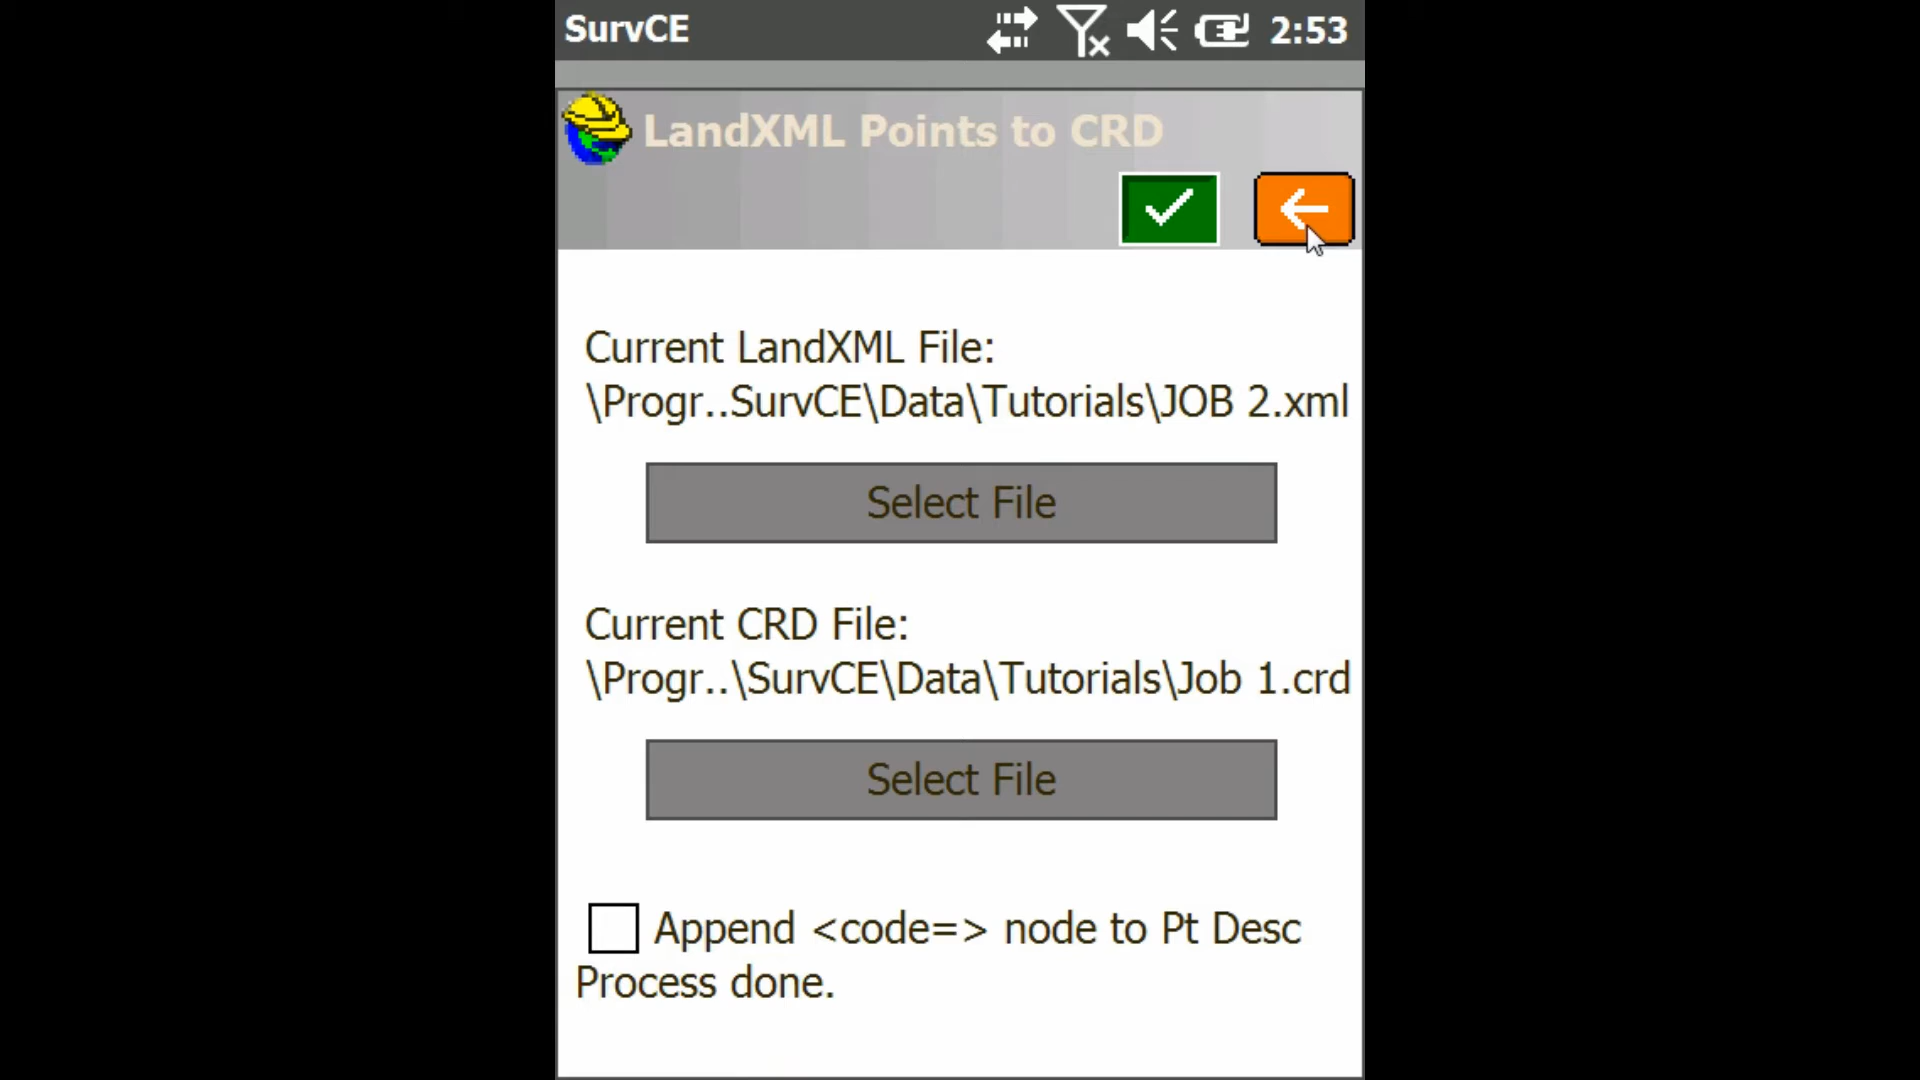 SurvCE 2:53
LandXML Points to CRD
Current LandXML File:
\Progr..SurvCE\Data\Tutorials\JOB 2.xml
Select File
Current CRD File:
\Progr..\SurvCE\Data\Tutorials\Job 1.crd
Select File
Append <code=> node to Pt Desc
Process done.